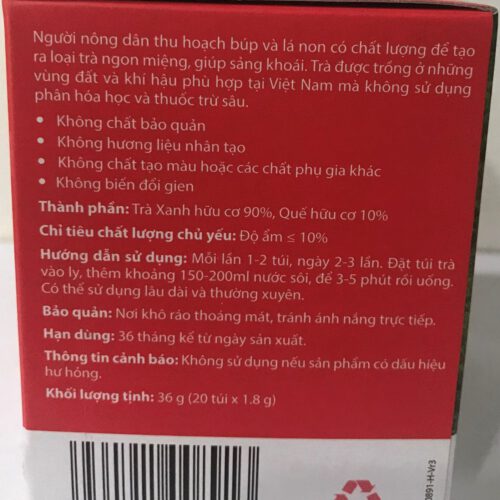 Người nông dân thu hoạch búp và lá non có chất lượng để tạo
ra loại trà ngon miệng, giúp sảng khoái. Trà được trồng ở những
vùng đất và khí hậu phù hợp tại Việt Nam mà không sử dụng
phân hóa học và thuốc trừ sâu.
• Không chất bảo quản
• Không hương liệu nhân tạo
• Không chất tạo màu hoặc các chất phụ gia khác
• Không biến đổi gien
Thành phần: Trà Xanh hữu cơ 90%, Quế hữu cơ 10%
Chỉ tiêu chất lượng chủ yếu: Độ ẩm ≤ 10%
Hướng dẫn sử dụng: Mỗi lần 1-2 túi, ngày 2-3 lần. Đặt túi trà
vào ly, thêm khoảng 150-200ml nước sôi, để 3-5 phút rồi uống.
Có thể sử dụng lâu dài và thường xuyên.
Bảo quản: Nơi khô ráo thoáng mát, tránh ánh nắng trực tiếp.
Hạn dùng: 36 tháng kể từ ngày sản xuất.
Thông tin cảnh báo: Không sử dụng nếu sản phẩm có dấu hiệu
hư hỏng.
Khối lượng tịnh: 36 g (20 túi x 1.8 g)